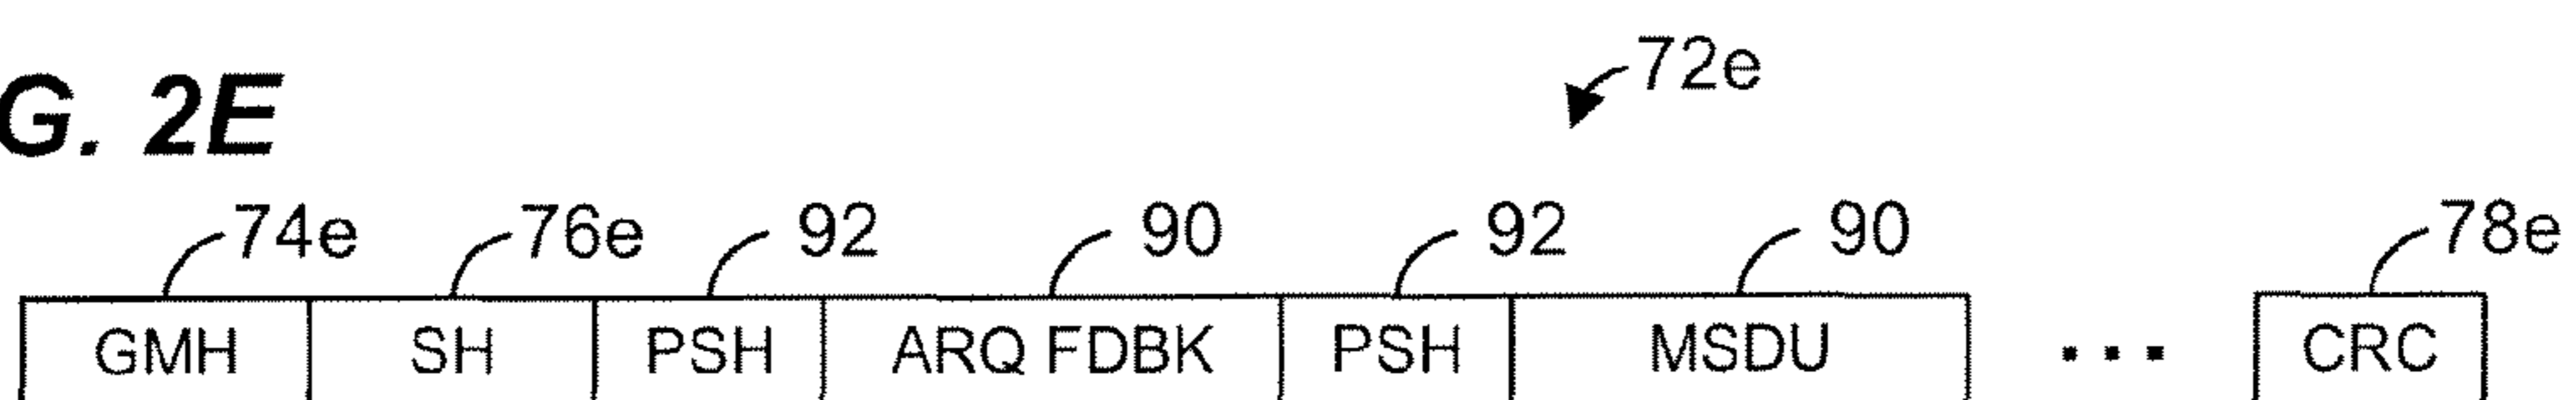 72e
G. 2E
74e 76e 92 90 92 90 78e
GMH SH PSH ARQ FDBK PSH MSDU ... CRC